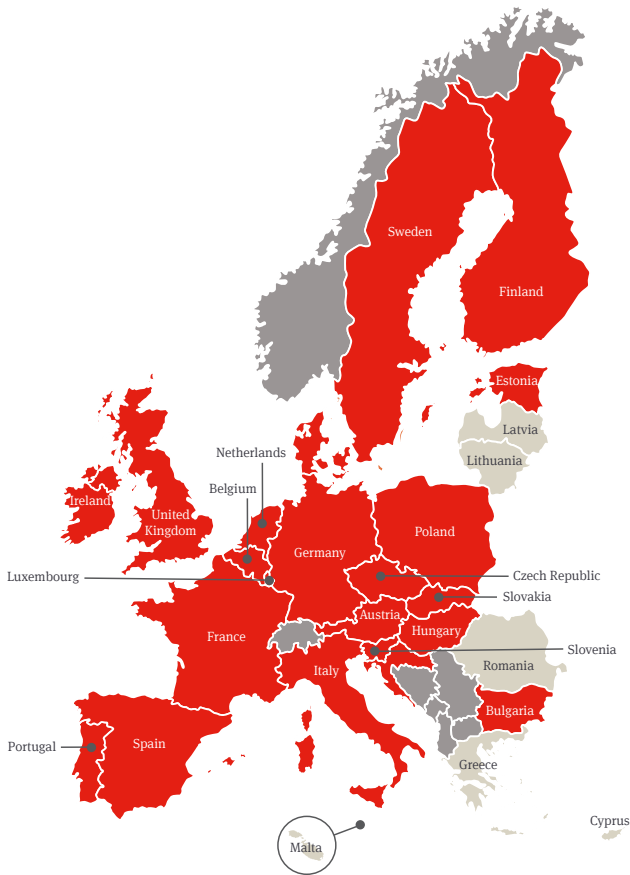 Sweden
Finland
Estonia
Latvia
Netherlands
Lithuania
Belgium
Ireland
United
Kingdom
Poland
Germany
Luxembourg
Czech Republic
Slovakia
Austria
Hungary
France
Slovenia
Italy
Romania
Bulgaria
Portugal
Spain
Greece
Cyprus
Malta